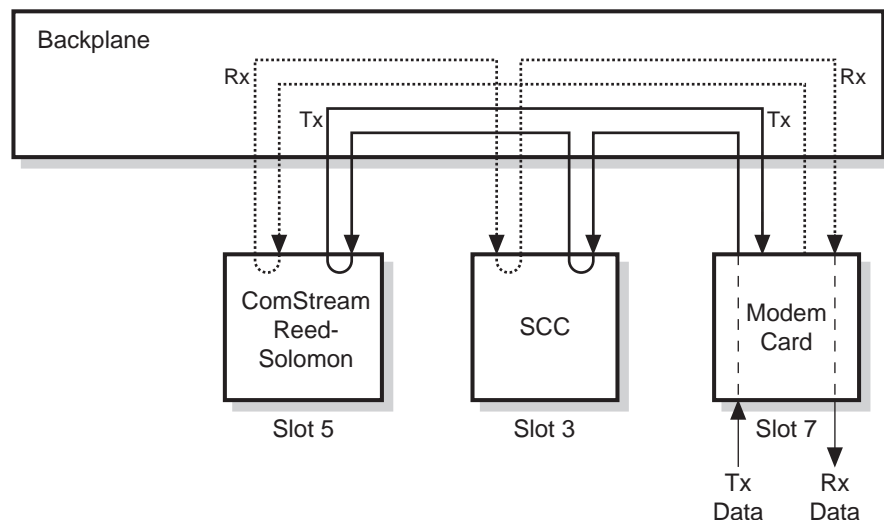 Backplane
Rx
Rx
Tx
Tx
ComStream
Reed-
Solomon
SCC
Modem
Card
Slot 5
Slot 3
Slot 7
Tx
Data
Rx
Data